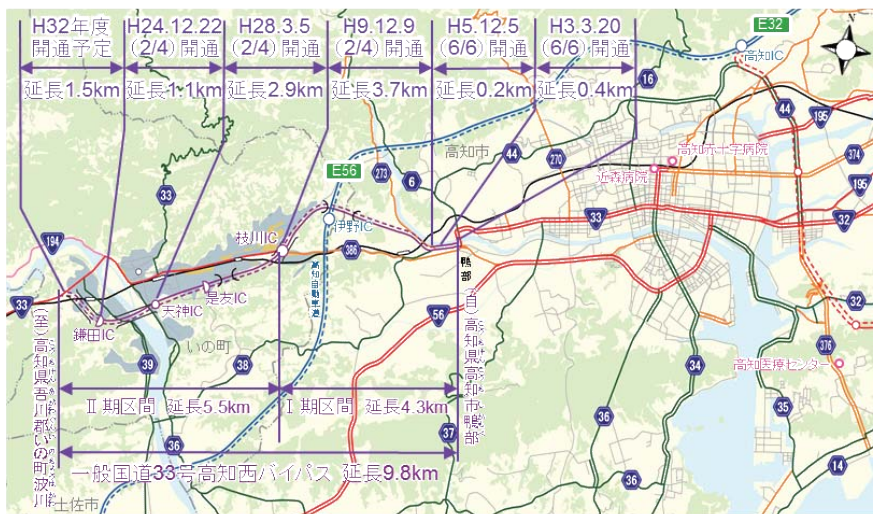 H32年度
開通予定
H24.12.22
(2/4) 開通
H28.3.5
(2/4) 開通
H9.12.9
(2/4) 開通
H5.12.5
(6/6) 開通
H3.3.20
(6/6) 開通
E32
高知IC
N
延長1.5km
延長1.1km
延長2.9km
延長3.7km
延長0.2km
延長0.4km
16
44
195
高知市
44
270
高知赤十字病院
近森病院
374
273
6
195
33
E56
194
枝川IC
伊野IC
386
33
32
高知自動車道
鴨部
33
天神IC
是友IC
鎌田IC
56
32
39
いの町
38
376
高知医療センター
34
(至)高知県吾川郡いの町波川
(自)高知県高知市鴨部
Ⅱ期区間 延長5.5km
Ⅰ期区間 延長4.3km
36
35
36
37
一般国道33号高知西バイパス 延長9.8km
36
14
土佐市